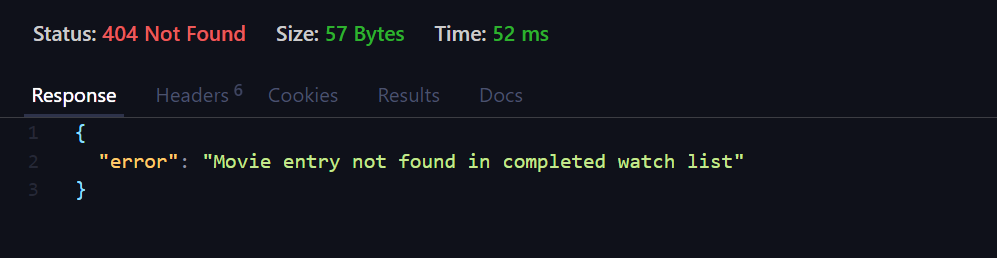 Status: 404 Not Found Size: 57 Bytes Time: 52 ms
Response Headers 6 Cookies Results Docs
1 {
2 "error": "Movie entry not found in completed watch list"
3 }